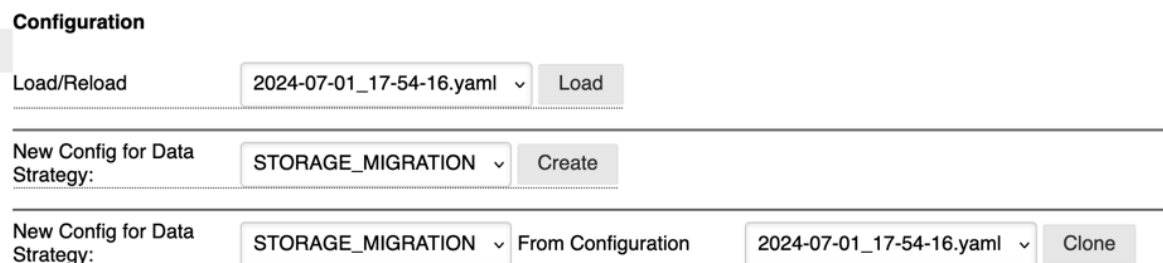 Configuration
Load/Reload 2024-07-01_17-54-16.yaml Load
New Config for Data
Strategy: STORAGE_MIGRATION Create
New Config for Data
Strategy: STORAGE_MIGRATION From Configuration 2024-07-01_17-54-16.yaml Clone